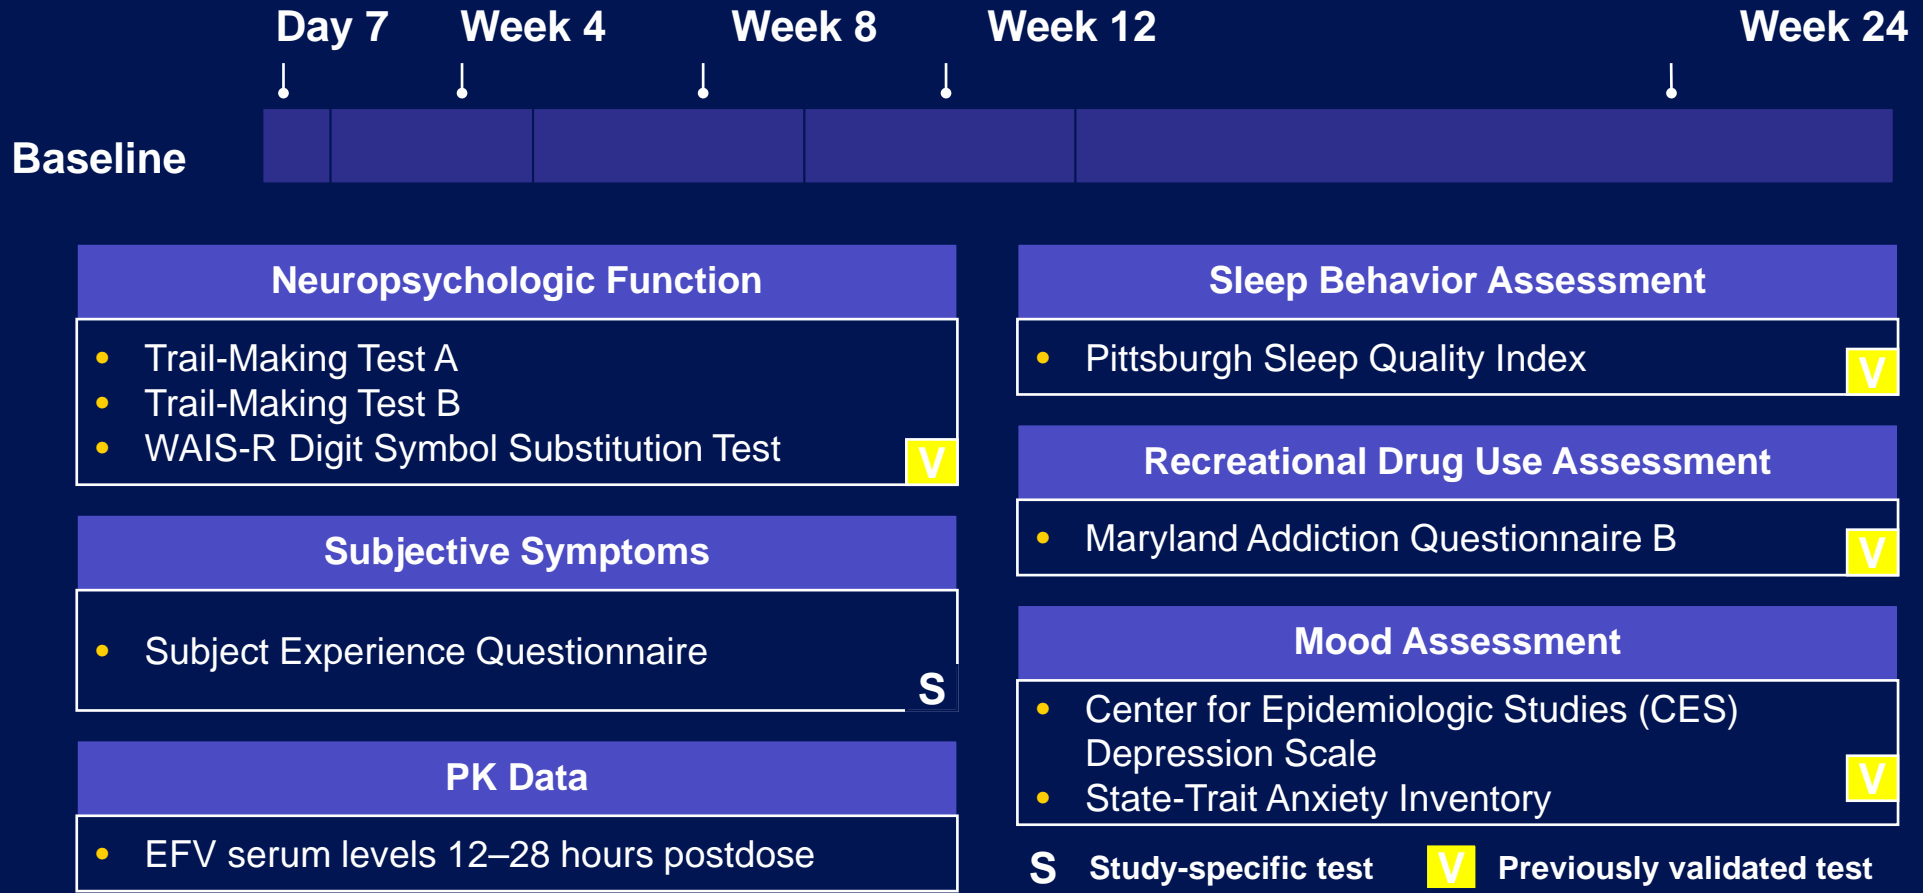 Day 7 Week 4 Week 8 Week 12 Week 24
Baseline
Neuropsychologic Function
• Trail-Making Test A
• Trail-Making Test B
• WAIS-R Digit Symbol Substitution Test
V
Subjective Symptoms
• Subject Experience Questionnaire
S
PK Data
• EFV serum levels 12–28 hours postdose
Sleep Behavior Assessment
• Pittsburgh Sleep Quality Index
V
Recreational Drug Use Assessment
• Maryland Addiction Questionnaire B
V
Mood Assessment
• Center for Epidemiologic Studies (CES)
Depression Scale
• State-Trait Anxiety Inventory
V
S Study-specific test V Previously validated test